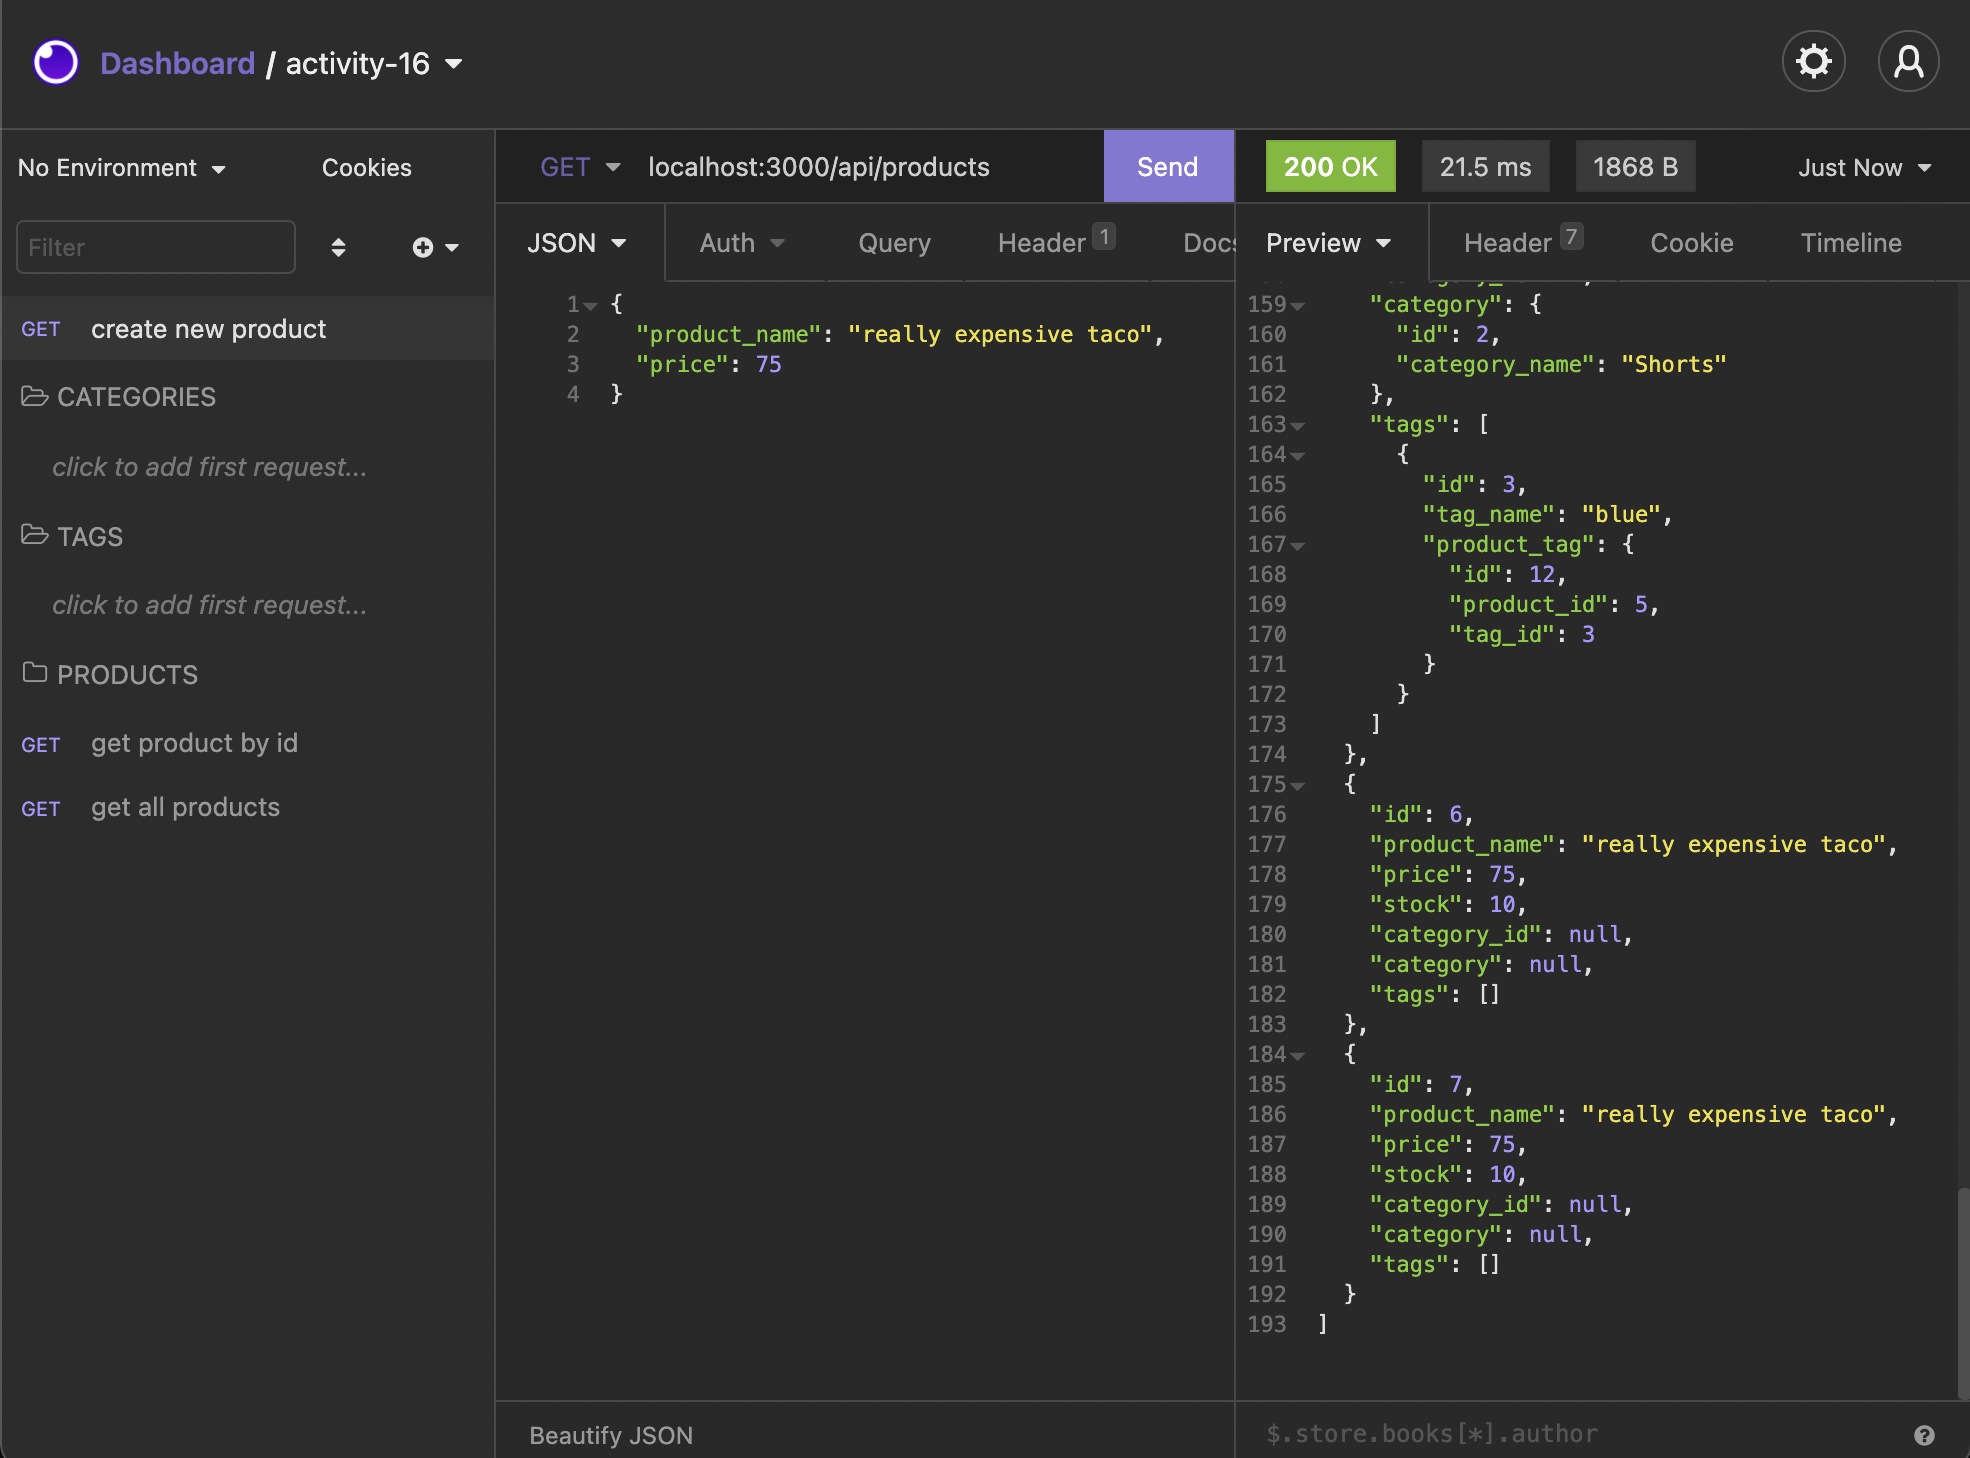 Dashboard / activity-16
No Environment
Cookies
Filter
GET create new product
CATEGORIES
click to add first request...
TAGS
click to add first request...
PRODUCTS
GET get product by id
GET get all products
GET localhost:3000/api/products Send
JSON Auth Query Header 1
1 {
2 "product_name": "really expensive taco",
3 "price": 75
4 }
Beautify JSON
200 OK 21.5 ms 1868 B Just Now
Preview Header 7 Cookie Timeline
159 "category": {
160 "id": 2,
161 "category_name": "Shorts"
162 },
163 "tags": [
164 {
165 "id": 3,
166 "tag_name": "blue",
167 "product_tag": {
168 "id": 12,
169 "product_id": 5,
170 "tag_id": 3
171 }
172 }
173 ]
174 },
175 {
176 "id": 6,
177 "product_name": "really expensive taco",
178 "price": 75,
179 "stock": 10,
180 "category_id": null,
181 "category": null,
182 "tags": []
183 },
184 {
185 "id": 7,
186 "product_name": "really expensive taco",
187 "price": 75,
188 "stock": 10,
189 "category_id": null,
190 "category": null,
191 "tags": []
192 }
193 ]
$.store.books[*].author